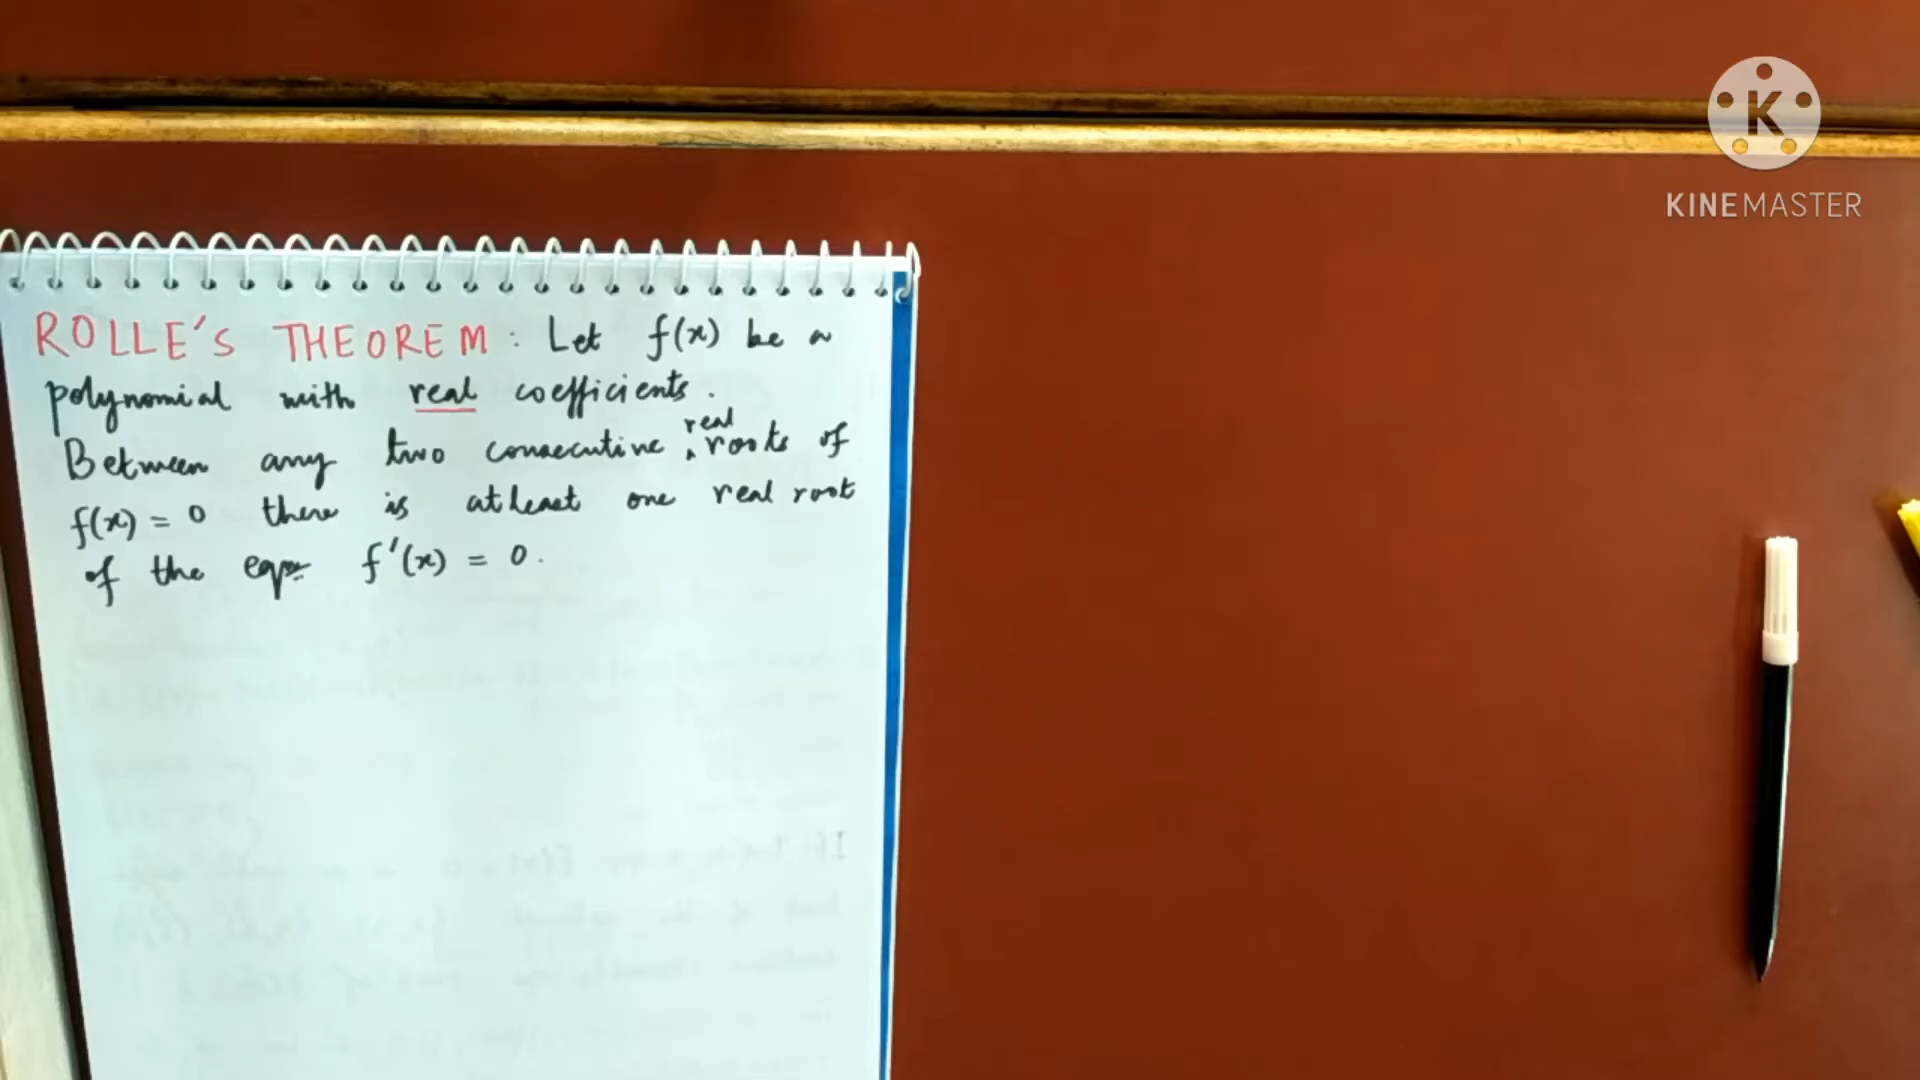 ROLLE'S THEOREM : Let f(x) be a
polynomial with real coefficients.
Between any two consecutive real roots of
f(x) = 0 there is atleast one real root
of the eqn f'(x) = 0.
K
KINEMASTER